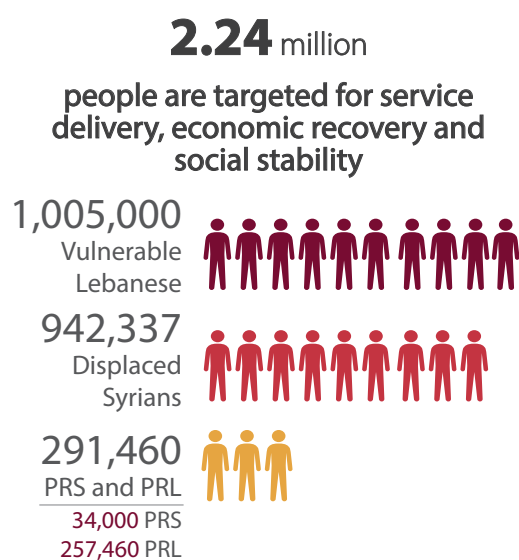 2.24 million
people are targeted for service
delivery, economic recovery and
social stability
1,005,000
Vulnerable
Lebanese
942,337
Displaced
Syrians
291,460
PRS and PRL
34,000 PRS
257,460 PRL